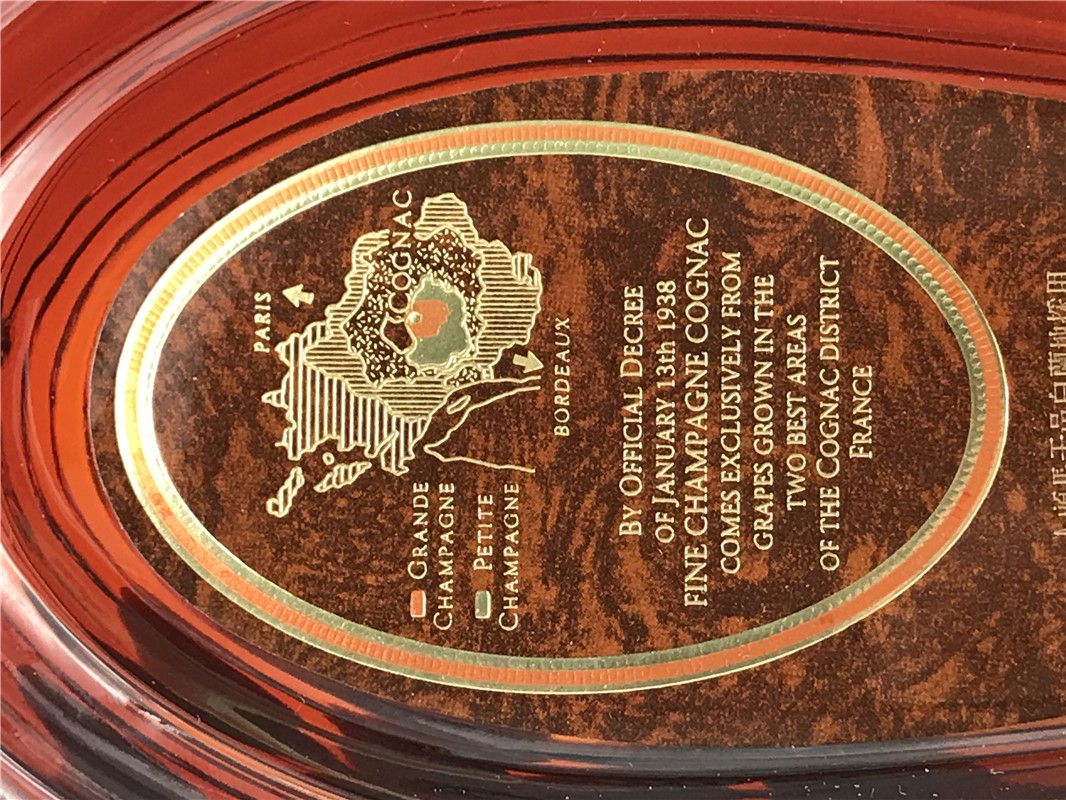 PARIS
COGNAC
BORDEAUX
GRANDE
CHAMPAGNE
PETITE
CHAMPAGNE
BY OFFICIAL DECREE
OF JANUARY 13th 1938
FINE CHAMPAGNE COGNAC
COMES EXCLUSIVELY FROM
GRAPES GROWN IN THE
TWO BEST AREAS
OF THE COGNAC DISTRICT
FRANCE